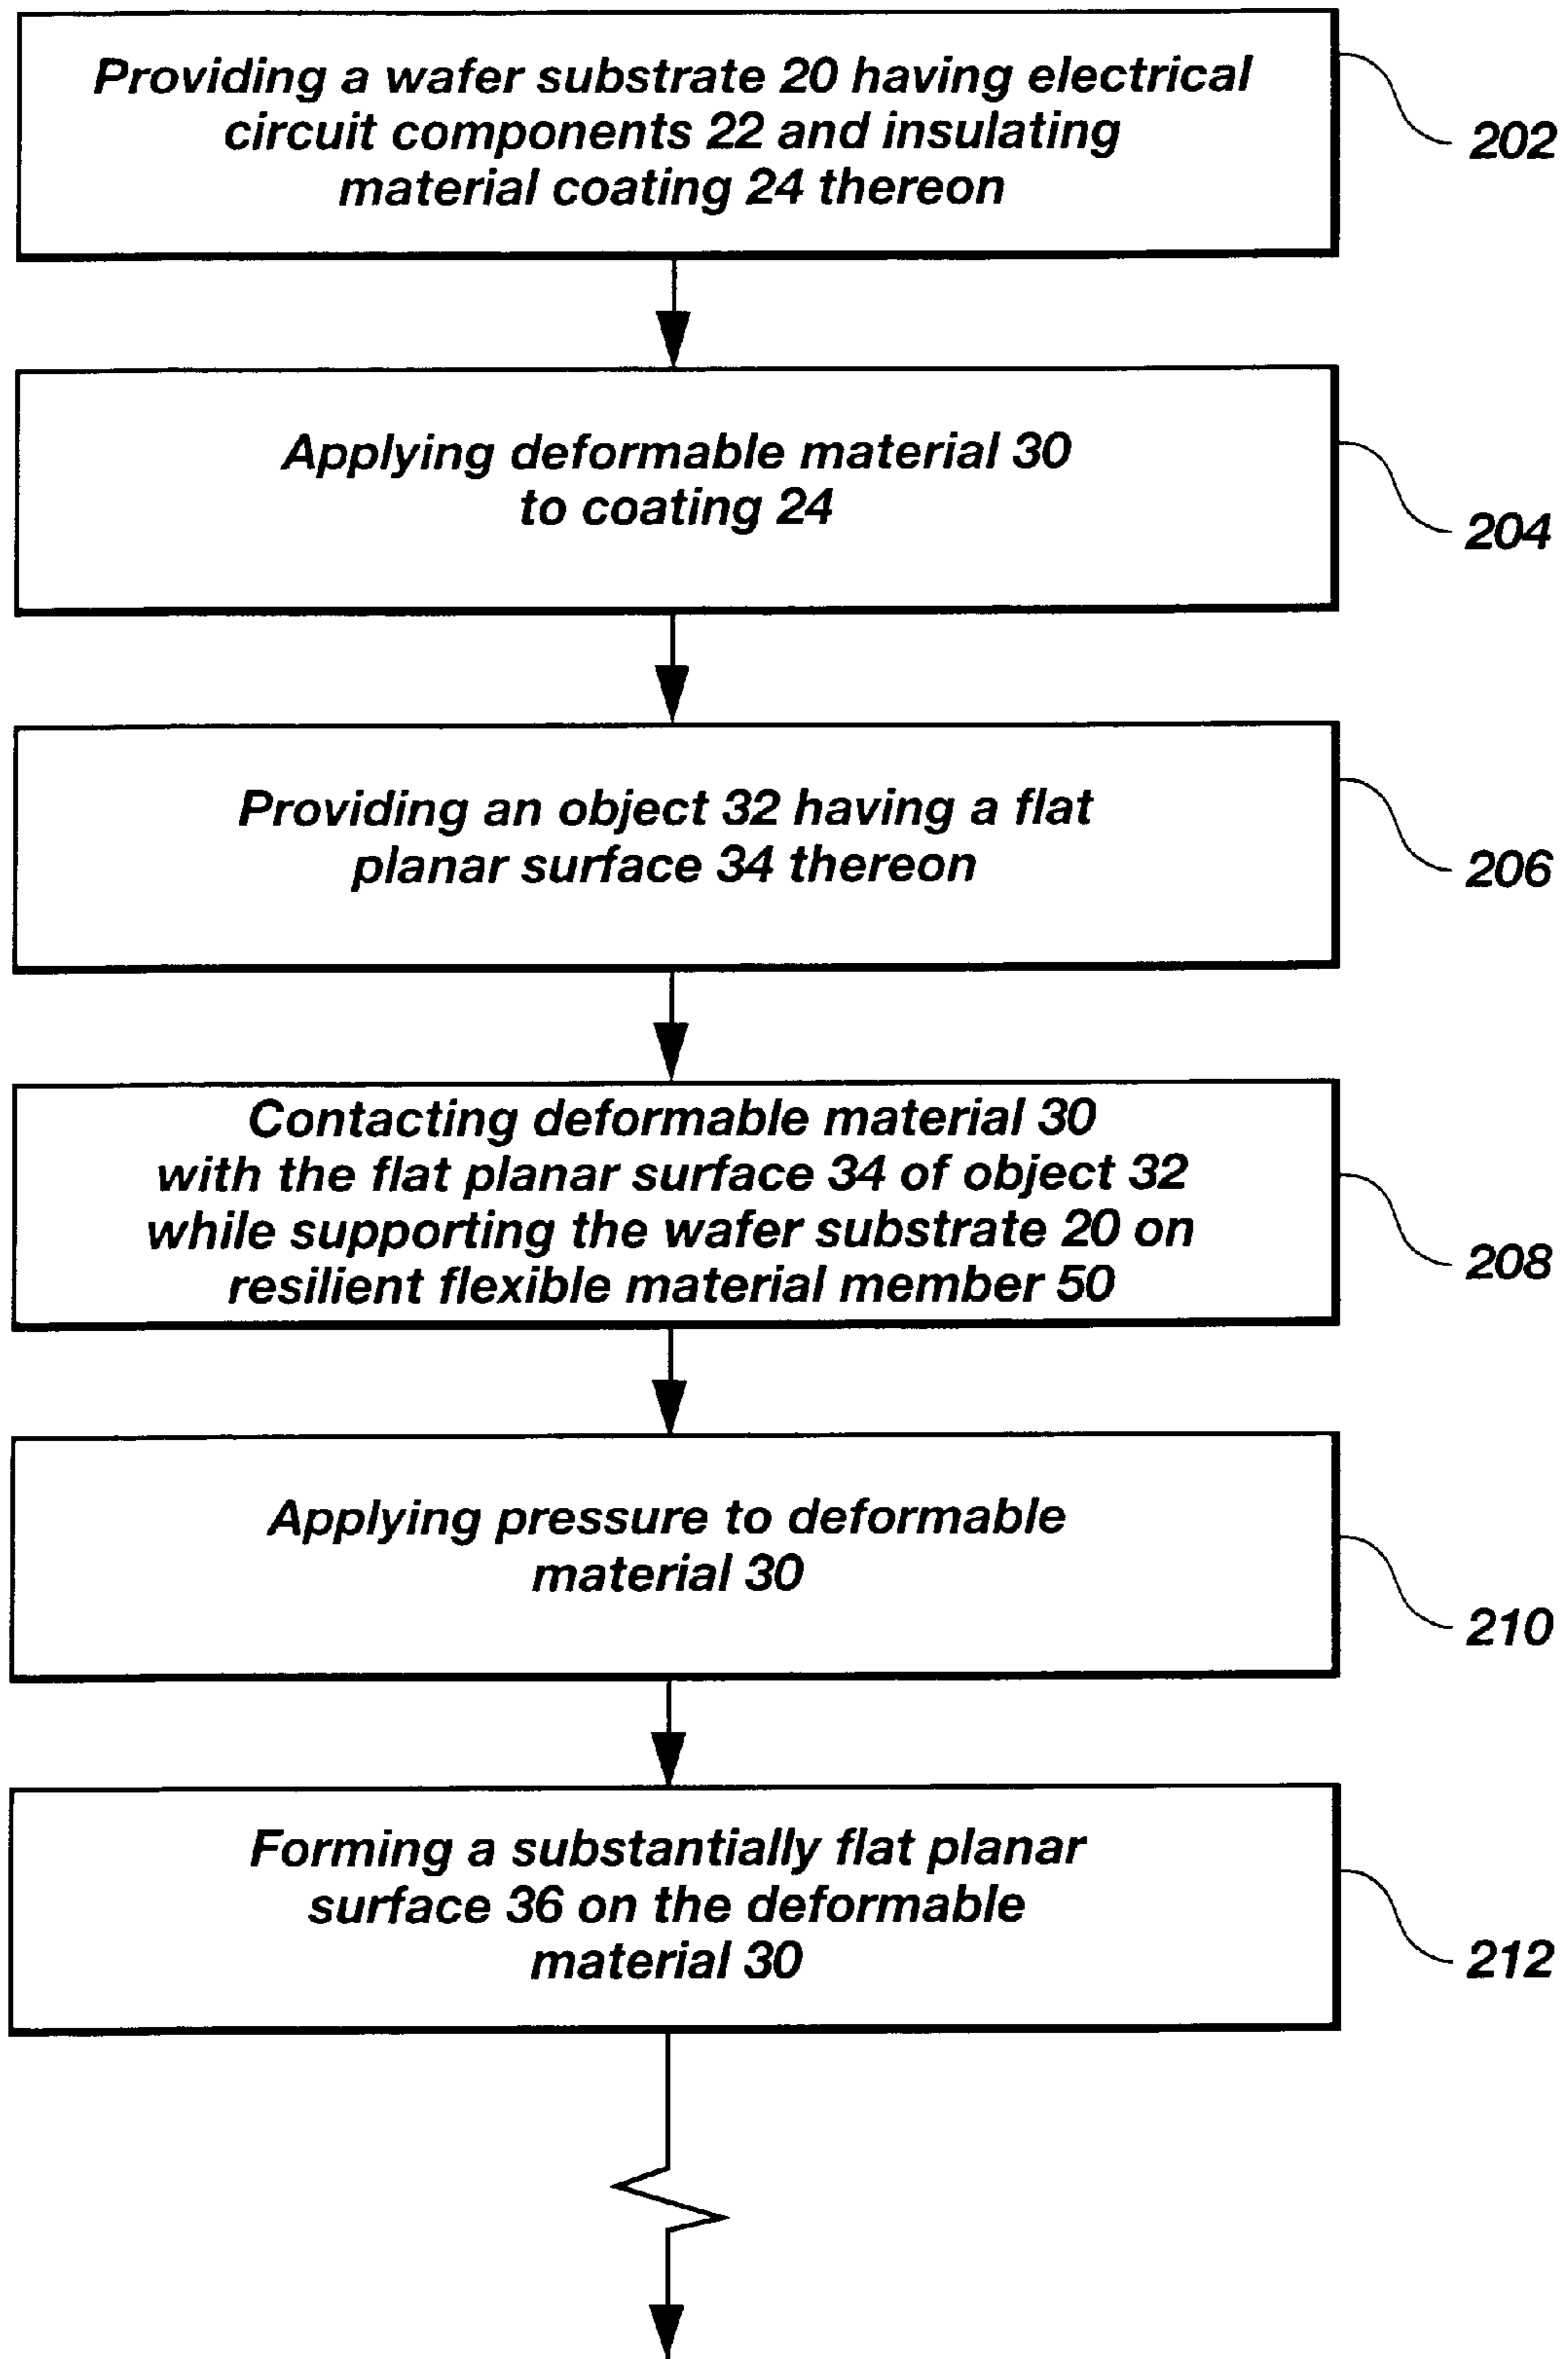 Providing a wafer substrate 20 having electrical
circuit components 22 and insulating
material coating 24 thereon
202
Applying deformable material 30
to coating 24
204
Providing an object 32 having a flat
planar surface 34 thereon
206
Contacting deformable material 30
with the flat planar surface 34 of object 32
while supporting the wafer substrate 20 on
resilient flexible material member 50
208
Applying pressure to deformable
material 30
210
Forming a substantially flat planar
surface 36 on the deformable
material 30
212